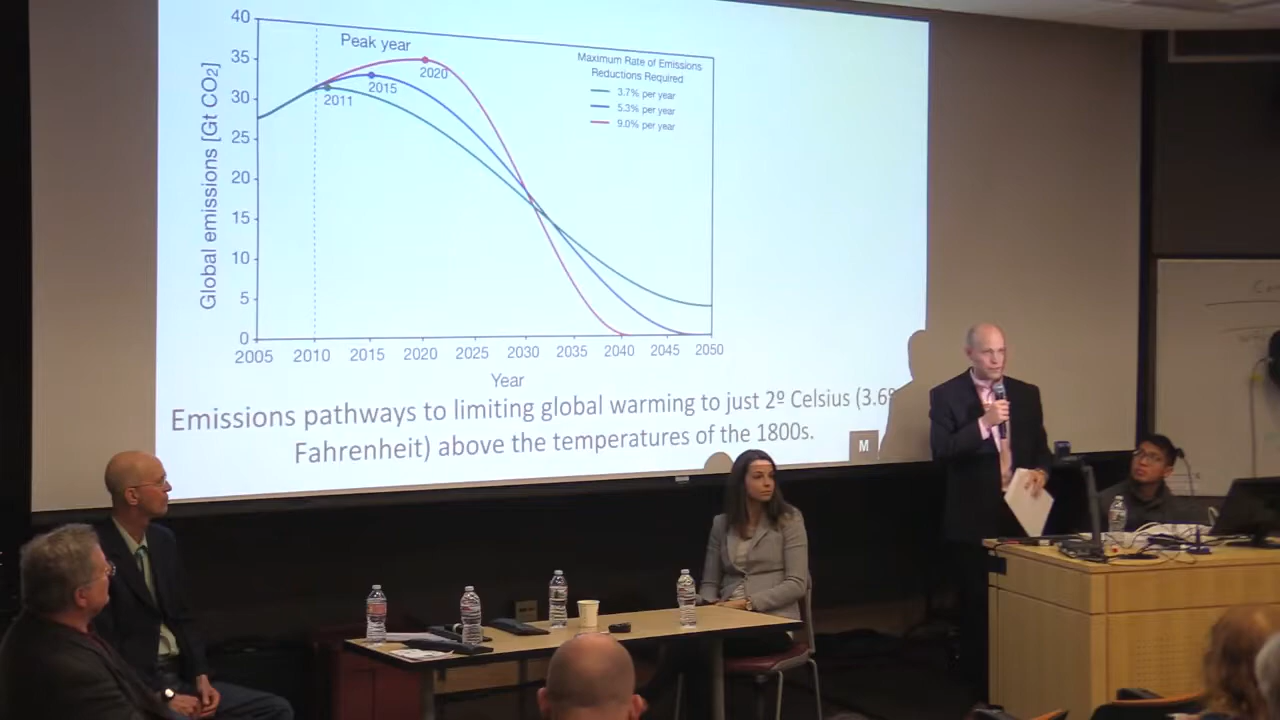 40
35
30
25
20
15
10
5
0
Global emissions [Gt CO2]
Peak year
2011
2015
2020
Maximum Rate of Emissions
Reductions Required
3.7% per year
5.3% per year
9.0% per year
2005 2010 2015 2020 2025 2030 2035 2040 2045 2050
Year
Emissions pathways to limiting global warming to just 2º Celsius (3.6º
Fahrenheit) above the temperatures of the 1800s.
M